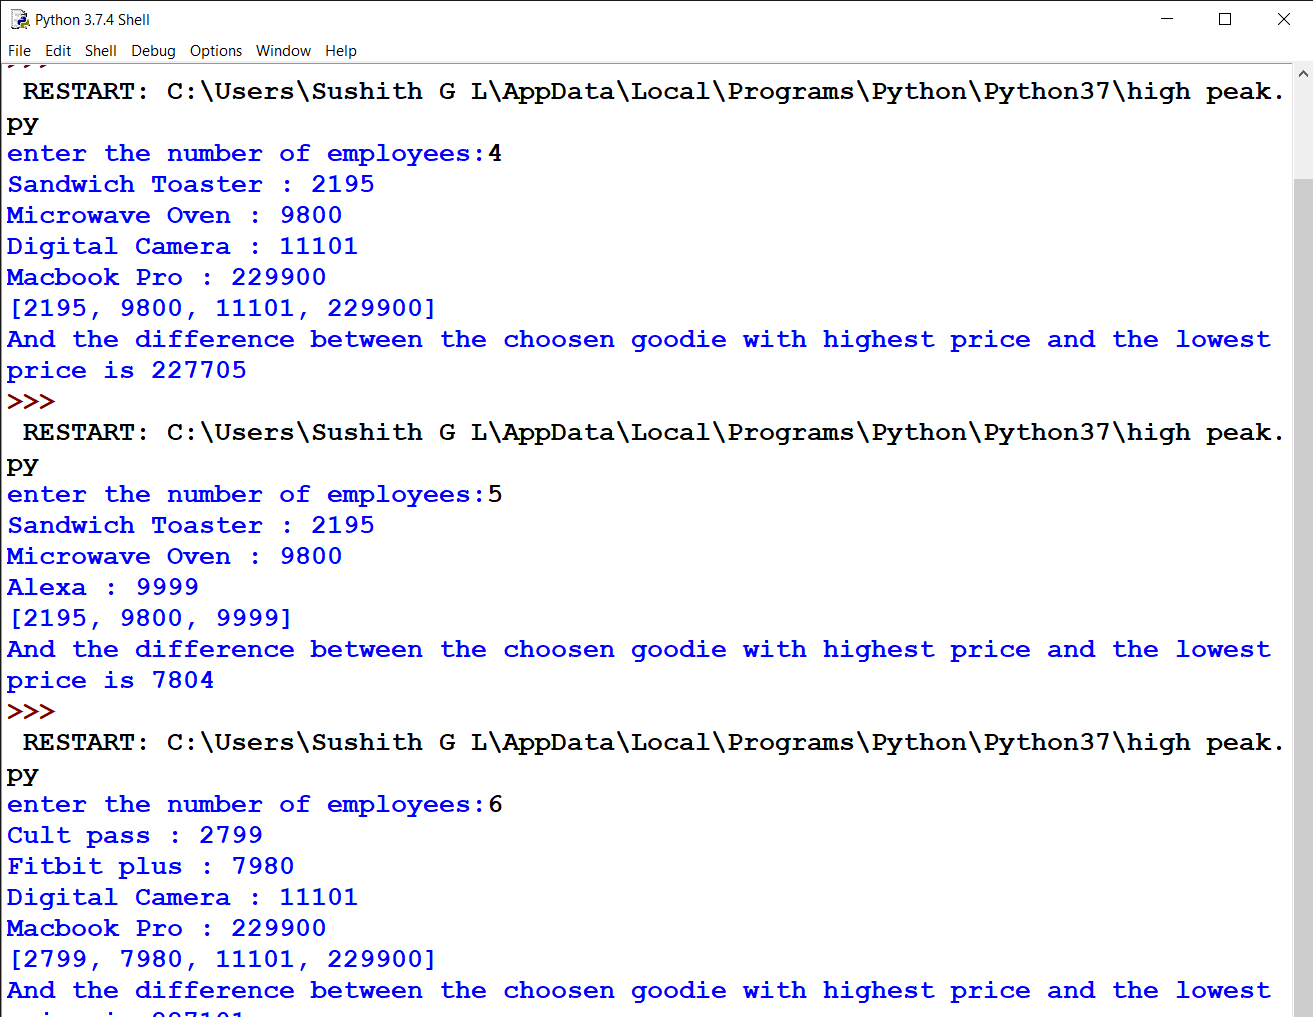 Python 3.7.4 Shell
File Edit Shell Debug Options Window Help
>>>
 RESTART: C:\Users\Sushith G L\AppData\Local\Programs\Python\Python37\high peak.
py
enter the number of employees:4
Sandwich Toaster : 2195
Microwave Oven : 9800
Digital Camera : 11101
Macbook Pro : 229900
[2195, 9800, 11101, 229900]
And the difference between the choosen goodie with highest price and the lowest
price is 227705
>>>
 RESTART: C:\Users\Sushith G L\AppData\Local\Programs\Python\Python37\high peak.
py
enter the number of employees:5
Sandwich Toaster : 2195
Microwave Oven : 9800
Alexa : 9999
[2195, 9800, 9999]
And the difference between the choosen goodie with highest price and the lowest
price is 7804
>>>
 RESTART: C:\Users\Sushith G L\AppData\Local\Programs\Python\Python37\high peak.
py
enter the number of employees:6
Cult pass : 2799
Fitbit plus : 7980
Digital Camera : 11101
Macbook Pro : 229900
[2799, 7980, 11101, 229900]
And the difference between the choosen goodie with highest price and the lowest
price is 227101